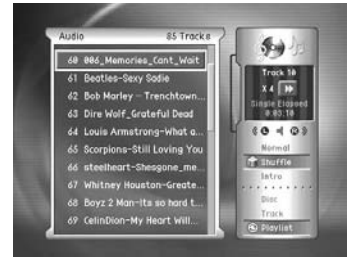 Audio 85 Tracks
60 006_Memories_Cant_Wait
61 Beatles-Sexy Sadie
62 Bob Marley - Trenchtown...
63 Dire Wolf_Grateful Dead
64 Louis Armstrong-What a...
65 Scorpions-Still Loving You
66 steelheart-Shesgone_me...
67 Whitney Houston-Greate...
68 Boyz 2 Man-Its so hard t...
69 CelinDion-My Heart Will...
Track 10
X 4
Single Elapsed
0:03:10
Normal
Shuffle
Intro
Disc
Track
Playlist